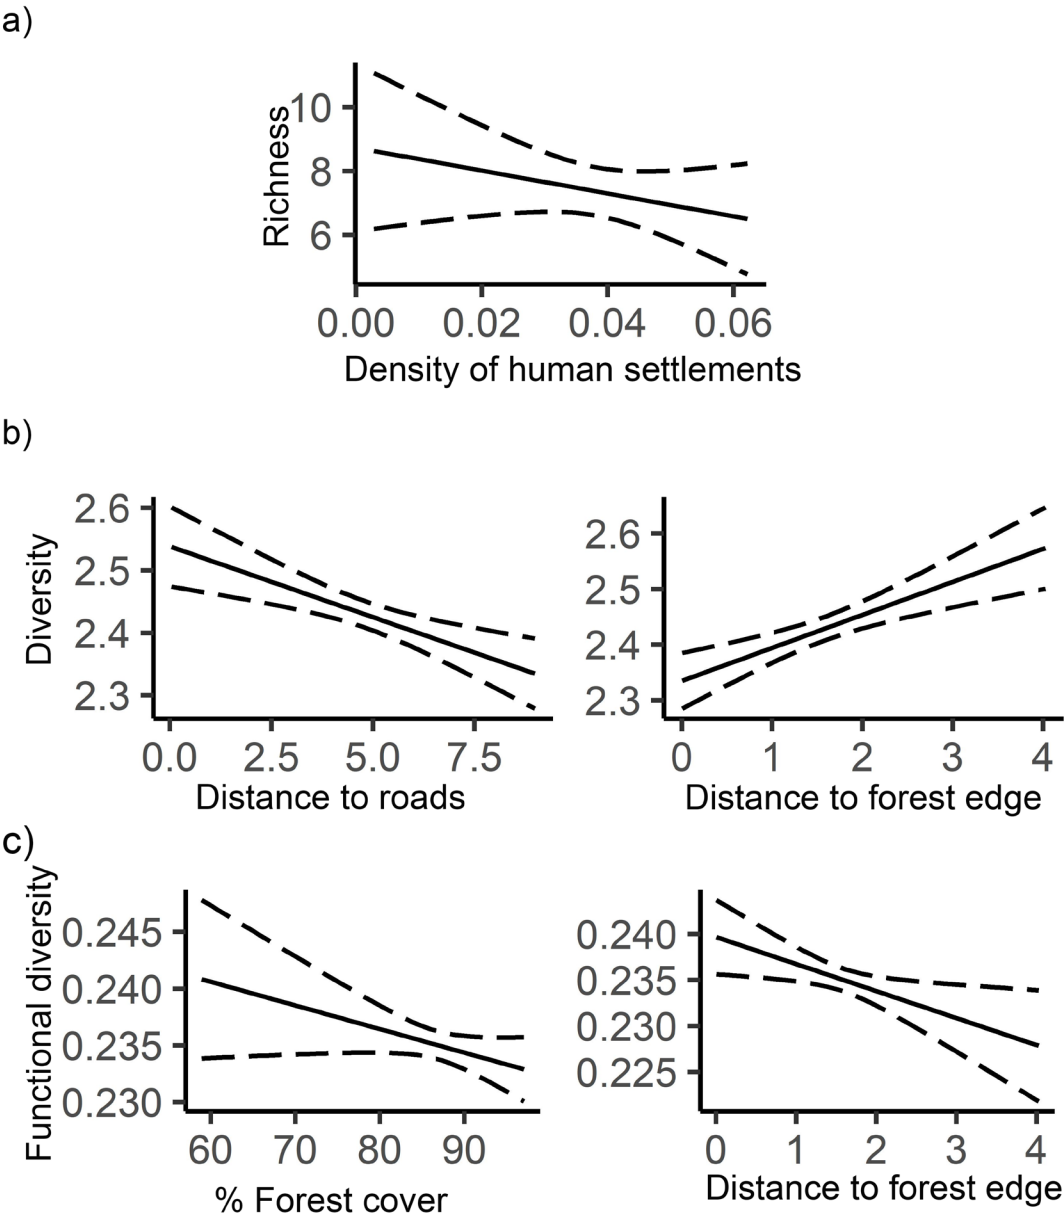 a)
Richness
10
8
6
0.00 0.02 0.04 0.06
Density of human settlements
b)
Diversity
2.6
2.5
2.4
2.3
0.0 2.5 5.0 7.5
Distance to roads
2.6
2.5
2.4
2.3
0 1 2 3 4
Distance to forest edge
c)
Functional diversity
0.245
0.240
0.235
0.230
60 70 80 90
% Forest cover
0.240
0.235
0.230
0.225
0 1 2 3 4
Distance to forest edge